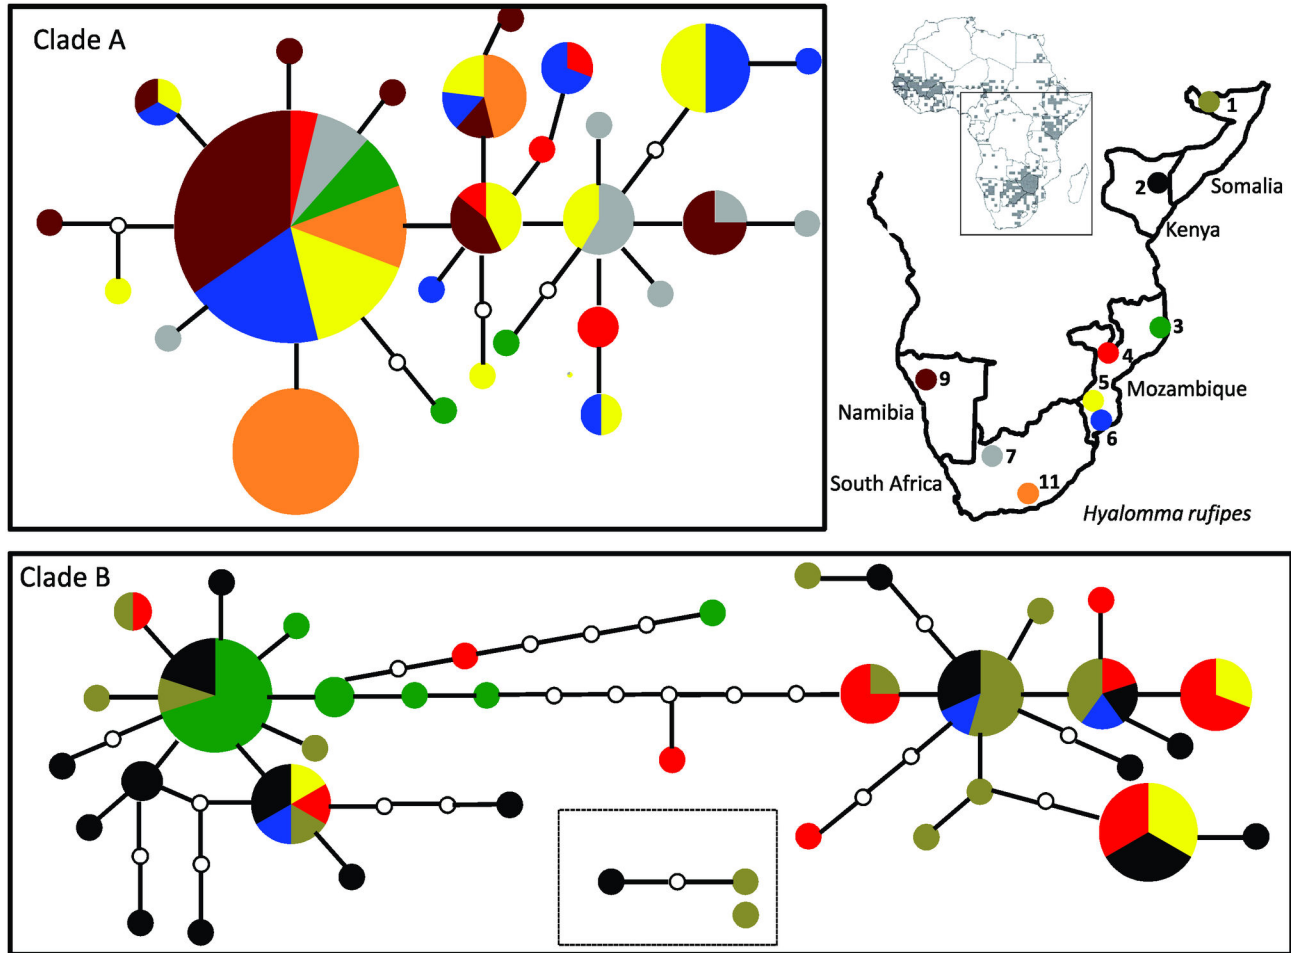 Clade A
1
Somalia
2
Kenya
3
4
5
Mozambique
9
Namibia
6
7
South Africa
11
Hyalomma rufipes
Clade B